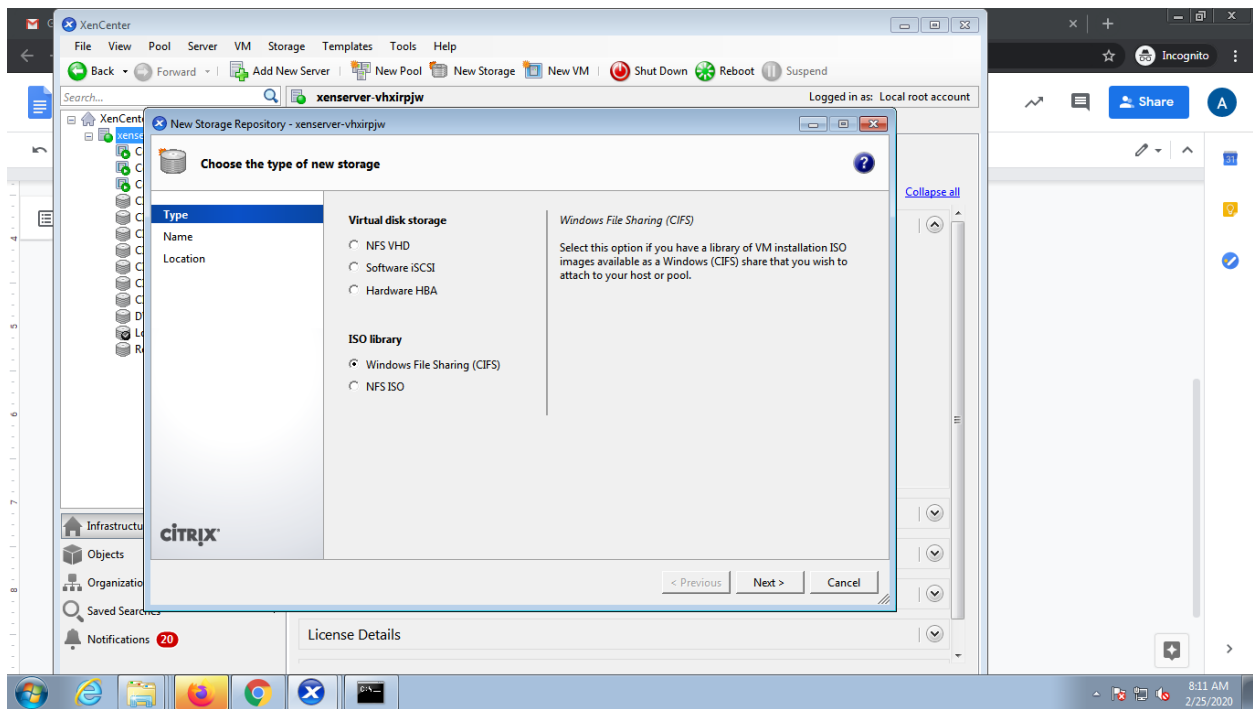 XenCenter
File View Pool Server VM Storage Templates Tools Help
Back Forward Add New Server New Pool New Storage New VM Shut Down Reboot Suspend
Incognito
Search...
xenserver-vhxirpjw
Logged in as: Local root account
Share
A
New Storage Repository - xenserver-vhxirpjw
Choose the type of new storage
Collapse all
31
Type
Name
Location
Virtual disk storage
NFS VHD
Software iSCSI
Hardware HBA
ISO library
Windows File Sharing (CIFS)
NFS ISO
Windows File Sharing (CIFS)
Select this option if you have a library of VM installation ISO
images available as a Windows (CIFS) share that you wish to
attach to your host or pool.
CITRIX
< Previous Next > Cancel
Objects
Notifications 20
License Details
5
6
7
8
8:11 AM
2/25/2020